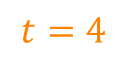 t = 4